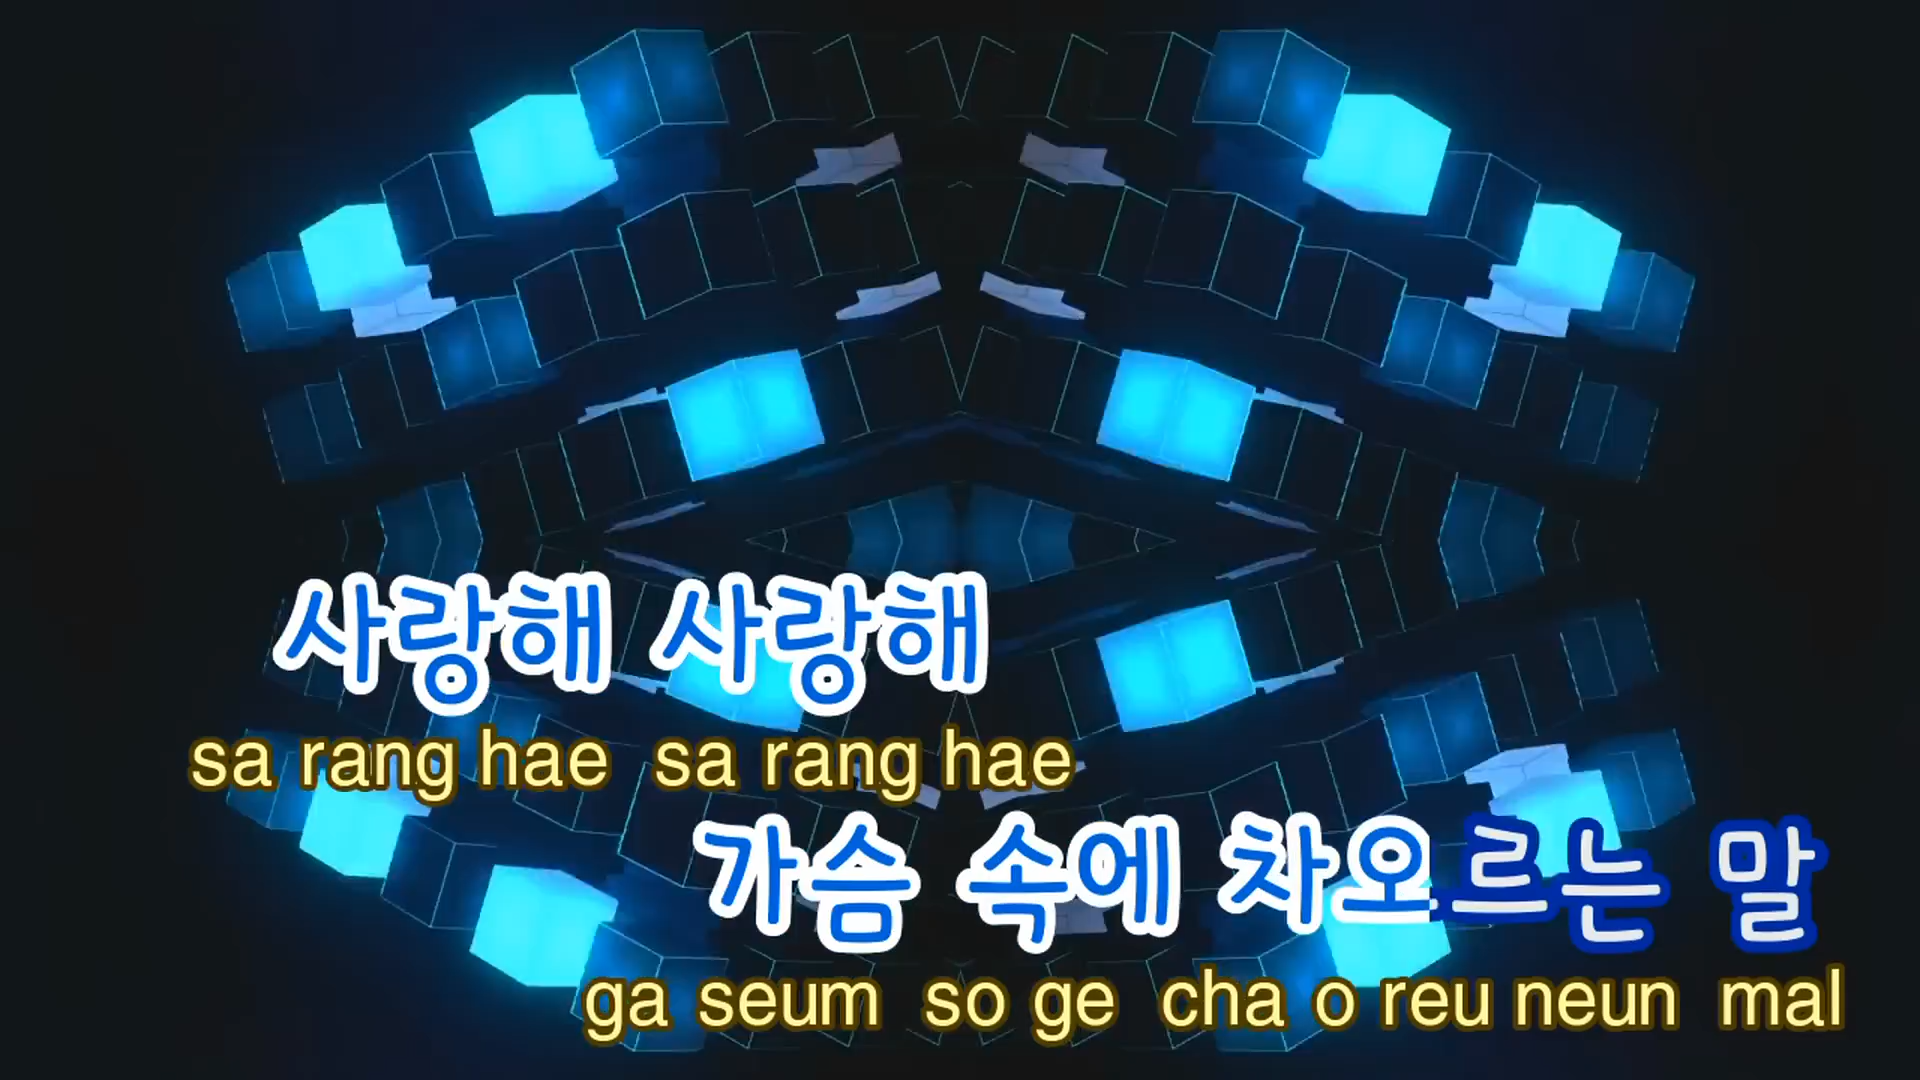 사랑해 사랑해
sa rang hae sa rang hae
가슴 속에 차오르는 말
ga seum so ge cha o reu neun mal